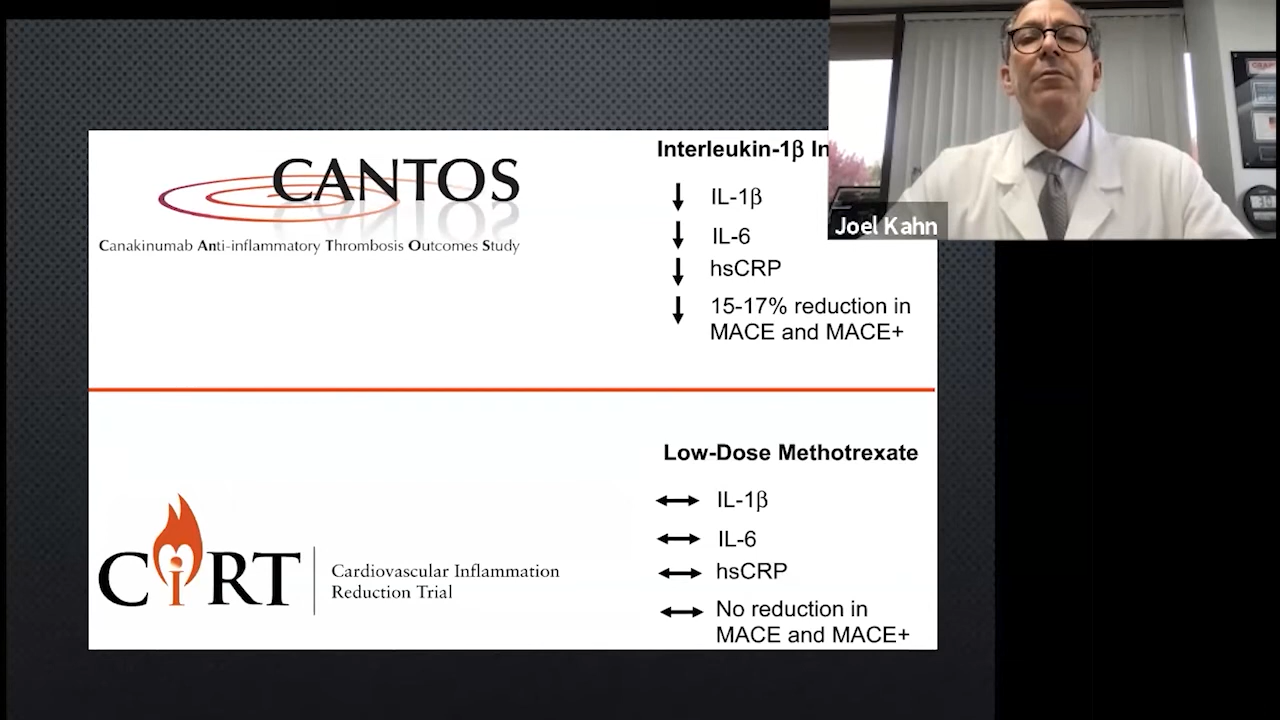 CANTOS
Canakinumab Anti-inflammatory Thrombosis Outcomes Study
Interleukin-1β In
IL-1β
IL-6
hsCRP
15-17% reduction in
MACE and MACE+
Joel Kahn
CiRT
Cardiovascular Inflammation
Reduction Trial
Low-Dose Methotrexate
IL-1β
IL-6
hsCRP
No reduction in
MACE and MACE+